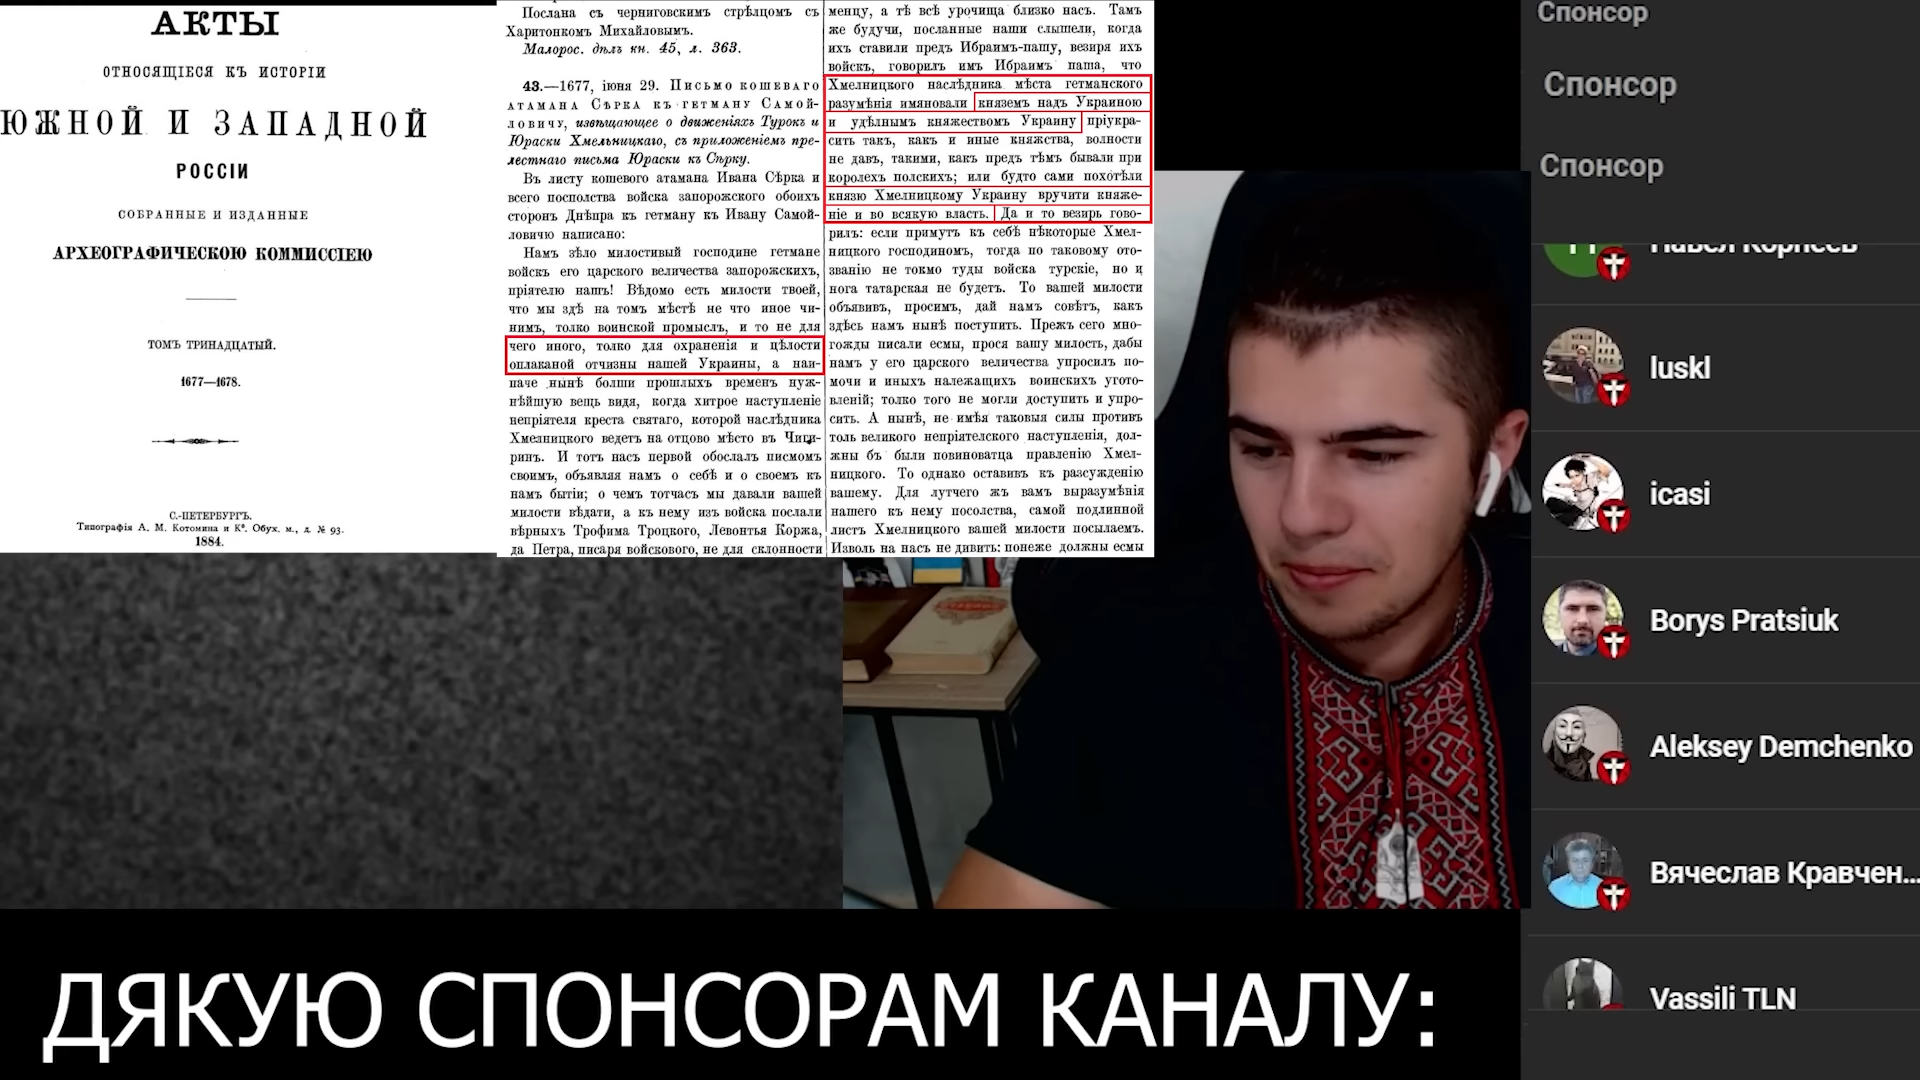 АКТЫ
ОТНОСЯЩІЕСЯ КЪ ИСТОРІИ
ЮЖНОЙ И ЗАПАДНОЙ
РОССІИ
СОБРАННЫЕ И ИЗДАННЫЕ
АРХЕОГРАФИЧЕСКОЮ КОММИССІЕЮ
ТОМЪ ТРИНАДЦАТЫЙ.
1677—1678.
С.-ПЕТЕРБУРГЪ.
Типографія А. М. Котомина и Кº. Обух. м., д. № 93.
1884.
Послана съ черниговскимъ стрѣлцомъ съ
Харитонкомъ Михайловымъ.
Малорос. дѣлъ кн. 45, л. 363.
43.—1677, іюня 29. Письмо кошеваго
атамана Сѣрка къ гетману Самой-
ловичу, извѣщающее о движеніяхъ Турокъ и
Юраски Хмельницкаго, съ приложеніемъ пре-
лестнаго письма Юраски къ Сѣрку.
Въ листу кошевого атамана Ивана Сѣрка и
всего посполства войска запорожского обоихъ
сторонъ Днѣпра къ гетману къ Ивану Самой-
ловичю написано:
Намъ зѣло милостивый господине гетмане
войскъ его царского величества запорожскихъ,
пріятелю нашъ! Вѣдомо есть милости твоей,
что мы здѣ на томъ мѣстѣ не что иное чи-
нимъ, толко воинской промыслъ, и то не для
чего иного, толко для охраненія и цѣлости
оплаканой отчизны нашей Украины, а наи-
паче нынѣ болши прошлыхъ временъ нуж-
нѣйшую вещь видя, когда хитрое наступленіе
непріятеля креста святаго, которой наслѣдника
Хмелницкого ведетъ на отцово мѣсто въ Чиги-
ринъ. И тотъ насъ первой обослалъ писмомъ
своимъ, объявляя намъ о себѣ и о своемъ къ
намъ бытіи; о чемъ тотчасъ мы давали вашей
милости вѣдати, а къ нему изъ войска послали
вѣрныхъ Трофима Троцкого, Левонтья Коржа,
да Петра, писаря войскового, не для склонности
менцу, а тѣ всѣ урочища близко насъ. Тамъ
же будучи, посланные наши слышели, когда
ихъ ставили предъ Ибраимъ-пашу, везиря ихъ
войскъ, говорилъ имъ Ибраимъ паша, что
Хмелницкого наслѣдника мѣста гетманского
разумѣнія имяновали княземъ надъ Украиною
и удѣлнымъ княжествомъ Украину пріукра-
сить такъ, какъ и иные княжства, волности
не давъ, такими, какъ предъ тѣмъ бывали при
королехъ полскихъ; или будто сами похотѣли
князю Хмелницкому Украину вручити княже-
ніе и во всякую власть. Да и то везирь гово-
рилъ: если примутъ къ себѣ нѣкоторые Хмел-
ницкого господиномъ, тогда по таковому ото-
званію не токмо туды войска турскіе, но и
нога татарская не будетъ. То вашей милости
объявивъ, просимъ, дай намъ совѣтъ, какъ
здѣсь намъ нынѣ поступить. Прежъ сего мно-
гожды писали есмы, прося вашу милость, дабы
намъ у его царского величества упросилъ по-
мочи и иныхъ належащихъ воинскихъ угото-
вленій; толко того не могли доступить и упро-
сить. А нынѣ, не имѣя таковыя силы противъ
толь великого непріятелского наступленія, дол-
жны бъ были повиноватца правленію Хмел-
ницкого. То однако оставивъ къ разсужденію
вашему. Для лутчего жъ вамъ выразумѣнія
нашего къ нему посолства, самой подлинной
листъ Хмелницкого вашей милости посылаемъ.
Изволь на насъ не дивить: понеже должны есмы
Спонсор
Спонсор
Спонсор
Павел Корнеев
luskl
icasi
Borys Pratsiuk
Aleksey Demchenko
Вячеслав Кравчен...
Vassili TLN
ДЯКУЮ СПОНСОРАМ КАНАЛУ: